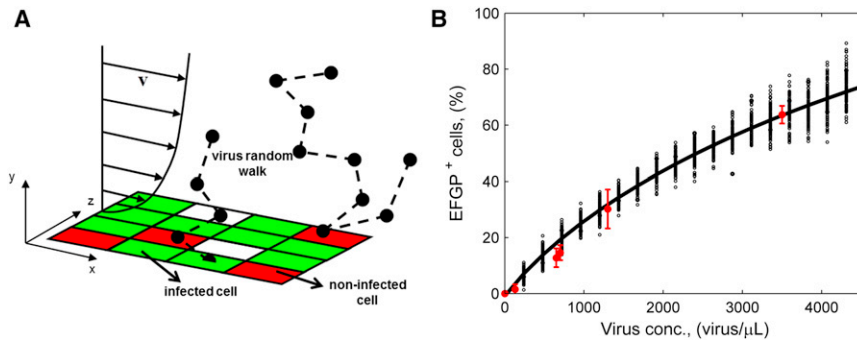 A
V
virus random
walk
y
z
x
infected cell
non-infected
cell
B
EFGP + cells, (%)
100
80
60
40
20
0
0
1000
2000
3000
4000
Virus conc., (virus/μL)